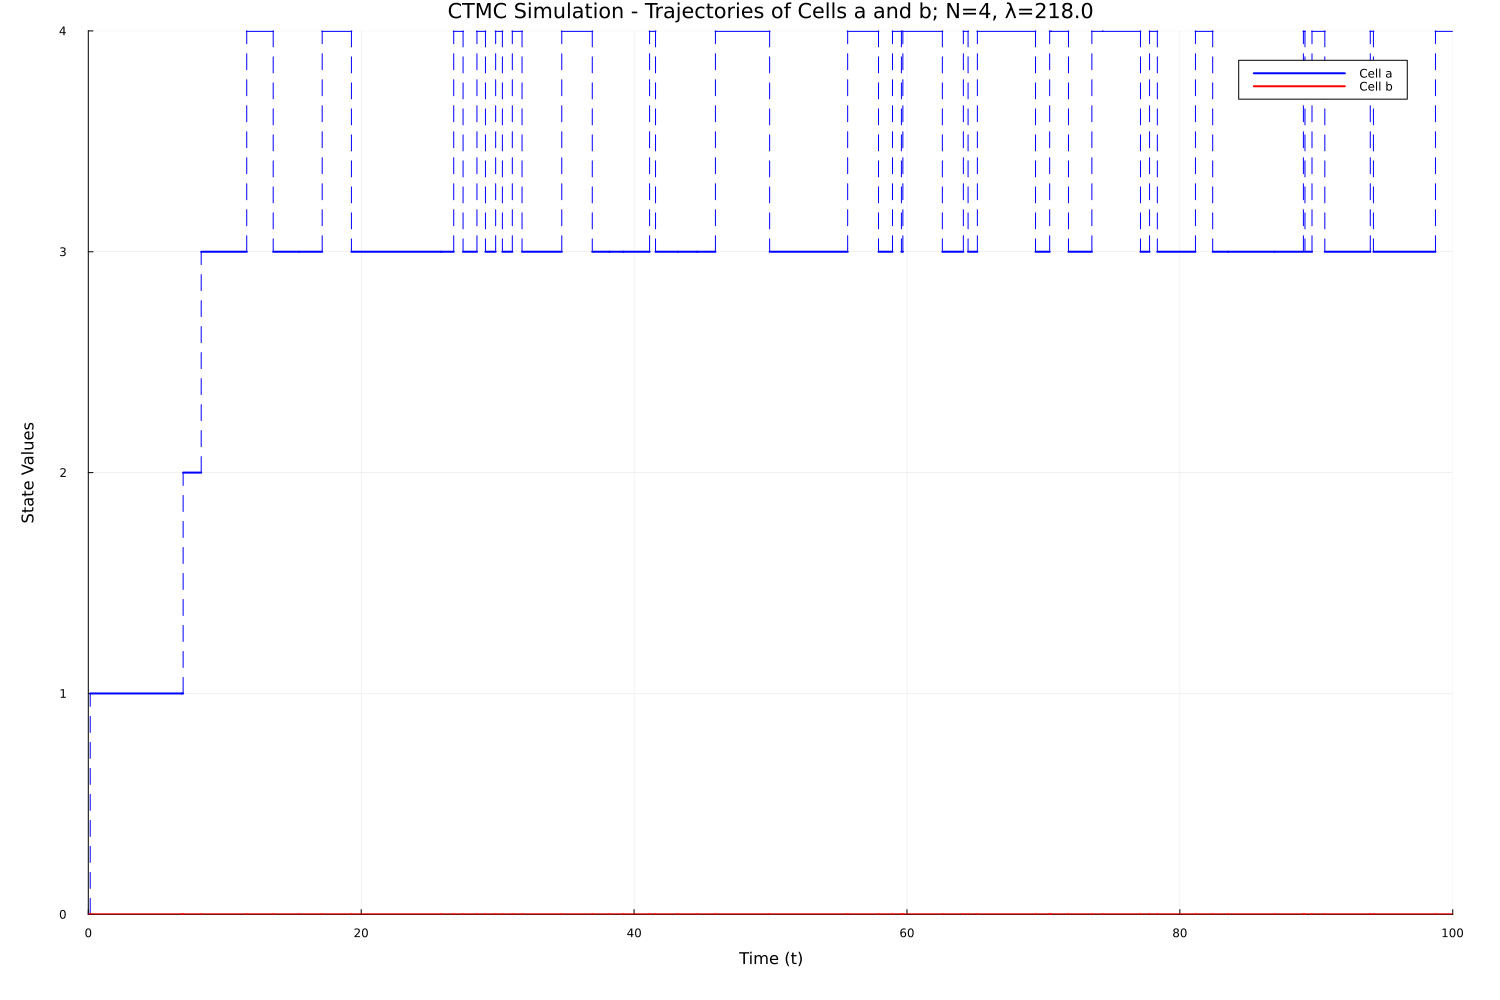 CTMC Simulation - Trajectories of Cells a and b; N=4, λ=218.0
4
Cell a
Cell b
3
State Values
2
1
0
0 20 40 60 80 100
Time (t)